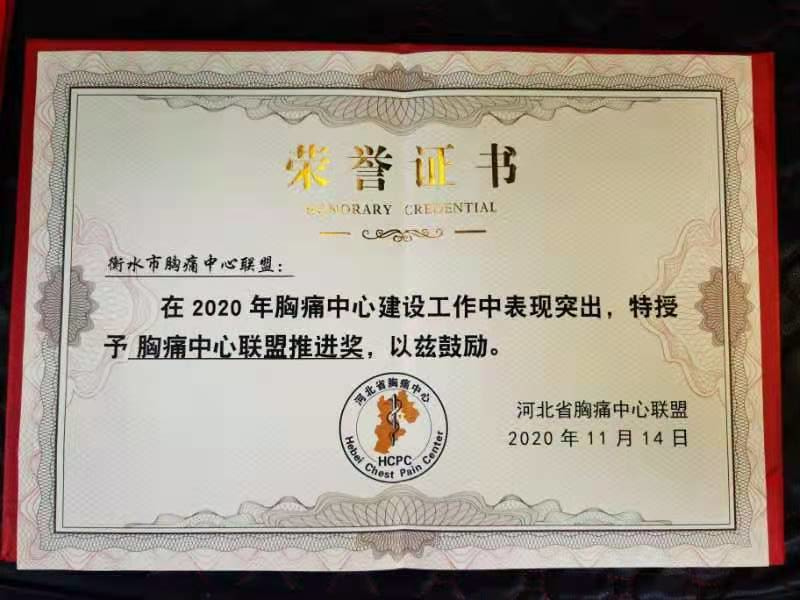 荣誉证书
HONORARY CREDENTIAL
衡水市胸痛中心联盟：
在 2020 年胸痛中心建设工作中表现突出，特授
予 胸痛中心联盟推进奖，以兹鼓励。
河北省胸痛中心
HCPC
Hebei Chest Pain Center
河北省胸痛中心联盟
2020 年 11 月 14 日